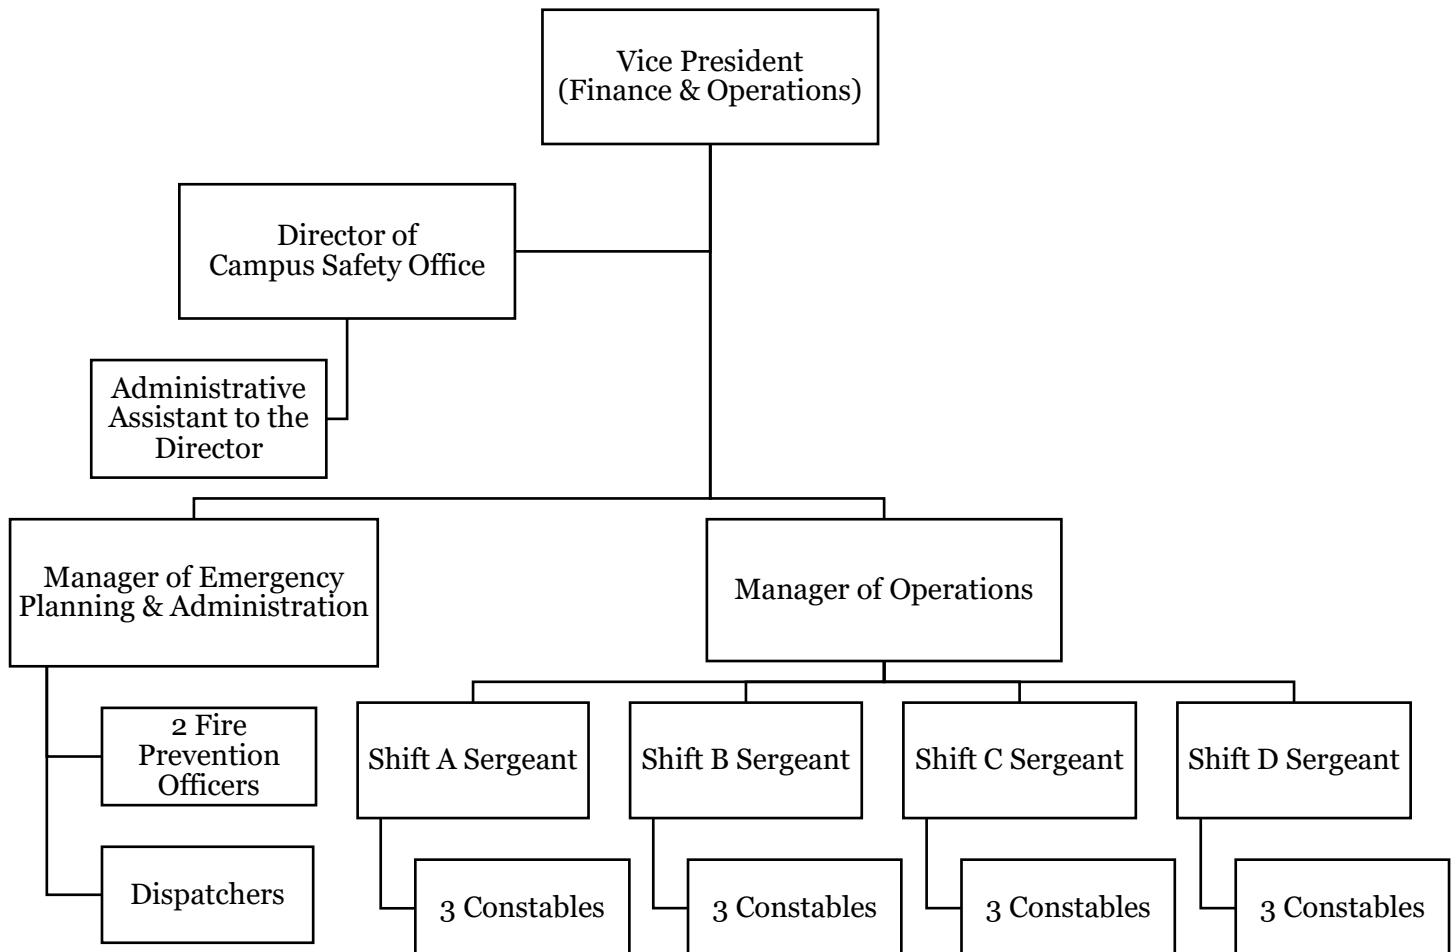 Vice President
(Finance & Operations)
Director of
Campus Safety Office
Administrative
Assistant to the
Director
Manager of Emergency
Planning & Administration
Manager of Operations
2 Fire
Prevention
Officers
Dispatchers
Shift A Sergeant
Shift B Sergeant
Shift C Sergeant
Shift D Sergeant
3 Constables
3 Constables
3 Constables
3 Constables